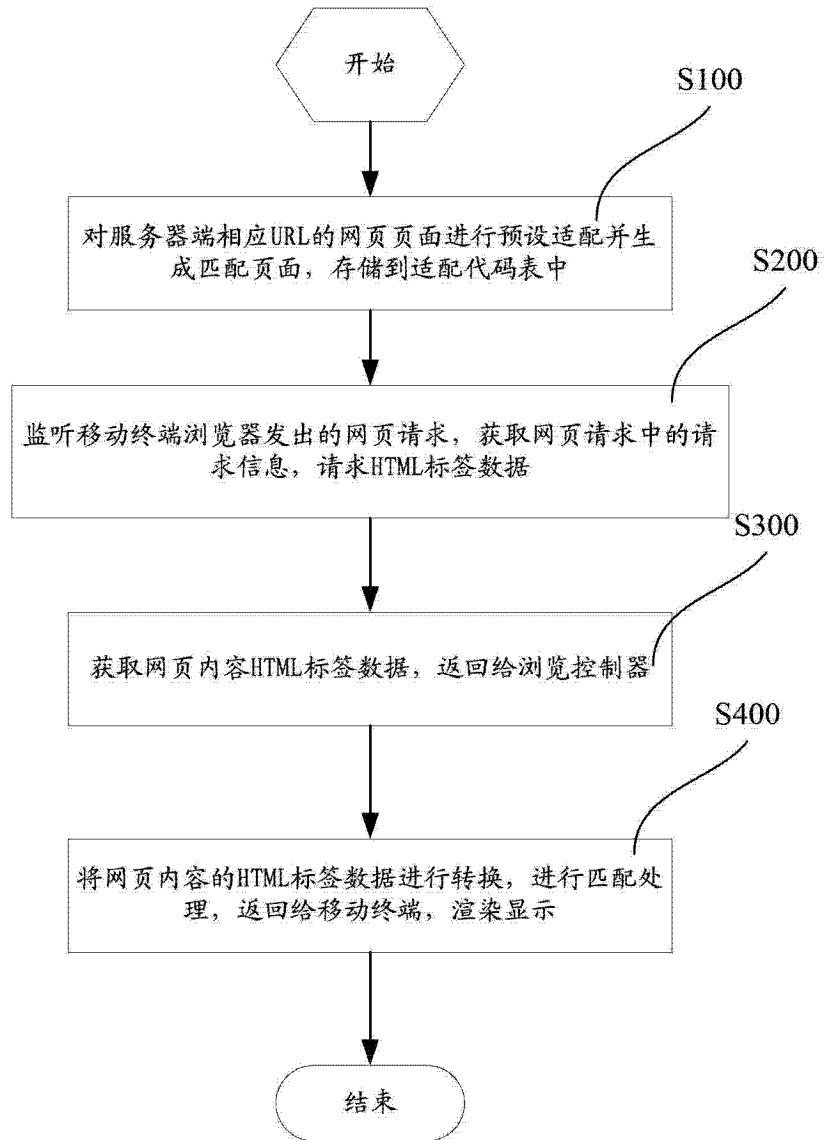 开始
S100
对服务器端相应URL的网页页面进行预设适配并生
成匹配页面，存储到适配代码表中
S200
监听移动终端浏览器发出的网页请求，获取网页请求中的请
求信息，请求HTML标签数据
S300
获取网页内容HTML标签数据，返回给浏览控制器
S400
将网页内容的HTML标签数据进行转换，进行匹配处
理，返回给移动终端，渲染显示
结束